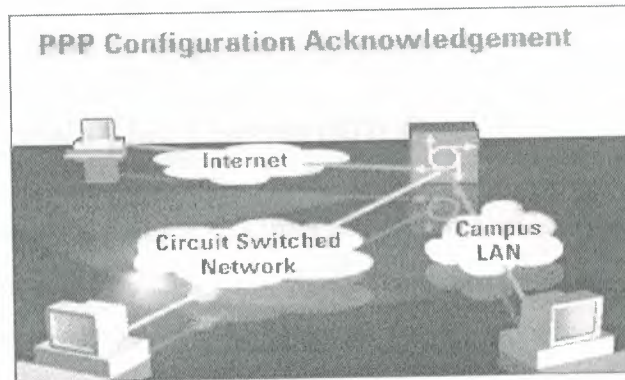 PPP Configuration Acknowledgement
Internet
Circuit Switched
Network
Campus
LAN